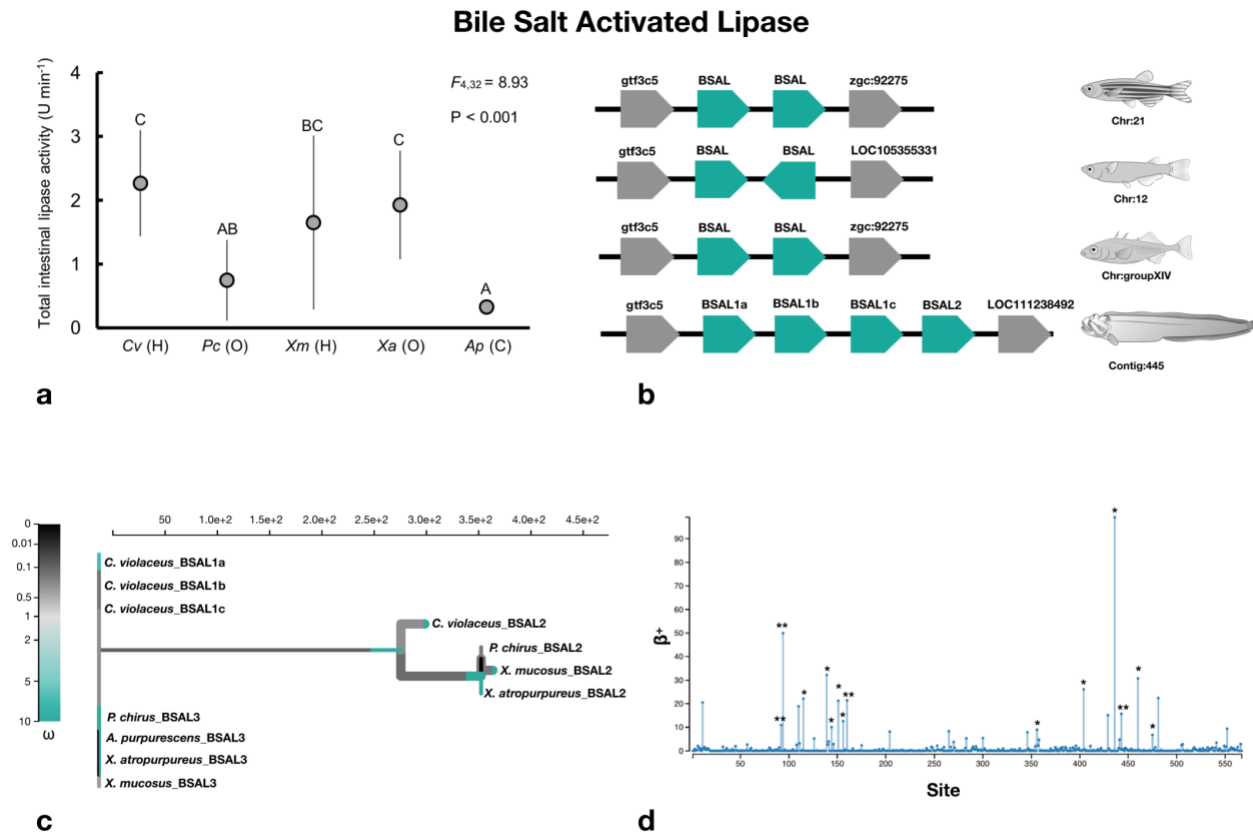 Bile Salt Activated Lipase
Total intestinal lipase activity (U min⁻¹)
4
3
2
1
0
C
AB
BC
C
A
F4,32 = 8.93
P < 0.001
Cv (H)
Pc (O)
Xm (H)
Xa (O)
Ap (C)
a
gtf3c5
BSAL
BSAL
zgc:92275
Chr:21
gtf3c5
BSAL
BSAL
LOC105355331
Chr:12
gtf3c5
BSAL
BSAL
zgc:92275
Chr:groupXIV
gtf3c5
BSAL1a
BSAL1b
BSAL1c
BSAL2
LOC111238492
Contig:445
b
50
1.0e+2
1.5e+2
2.0e+2
2.5e+2
3.0e+2
3.5e+2
4.0e+2
4.5e+2
0
0.01
0.1
0.5
1
2
5
10
ω
C. violaceus_BSAL1a
C. violaceus_BSAL1b
C. violaceus_BSAL1c
C. violaceus_BSAL2
P. chirus_BSAL2
X. mucosus_BSAL2
X. atropurpureus_BSAL2
P. chirus_BSAL3
A. purpurescens_BSAL3
X. atropurpureus_BSAL3
X. mucosus_BSAL3
c
β⁺
90
80
70
60
50
40
30
20
10
0
**
**
*
*
*
*
*
**
*
*
*
**
*
*
50
100
150
200
250
300
350
400
450
500
550
Site
d